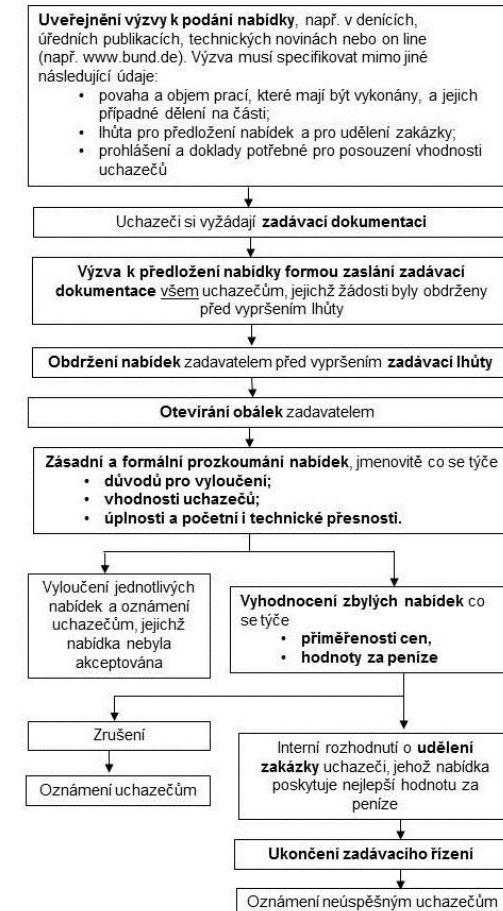 Uveřejnění výzvy k podání nabídky, např. v denících,
úředních publikacích, technických novinách nebo on line
(např. www.bund.de). Výzva musí specifikovat mimo jiné
následující údaje:
• povaha a objem prací, které mají být vykonány, a jejich
případné dělení na části;
• lhůta pro předložení nabídek a pro udělení zakázky;
• prohlášení a doklady potřebné pro posouzení vhodnosti
uchazečů
Uchazeči si vyžádají zadávací dokumentaci
Výzva k předložení nabídky formou zaslání zadávací
dokumentace všem uchazečům, jejichž žádosti byly obdrženy
před vypršením lhůty
Obdržení nabídek zadavatelem před vypršením zadávací lhůty
Otevírání obálek zadavatelem
Zásadní a formální prozkoumání nabídek, jmenovitě co se týče
• důvodů pro vyloučení;
• vhodnosti uchazečů;
• úplnosti a početní i technické přesnosti.
Vyloučení jednotlivých
nabídek a oznámení
uchazečům, jejichž
nabídka nebyla
akceptována
Vyhodnocení zbylých nabídek co
se týče
• přiměřenosti cen,
• hodnoty za peníze
Zrušení
Oznámení uchazečům
Interní rozhodnutí o udělení
zakázky uchazeči, jehož nabídka
poskytuje nejlepší hodnotu za
peníze
Ukončení zadávacího řízení
Oznámení neúspěšným uchazečům